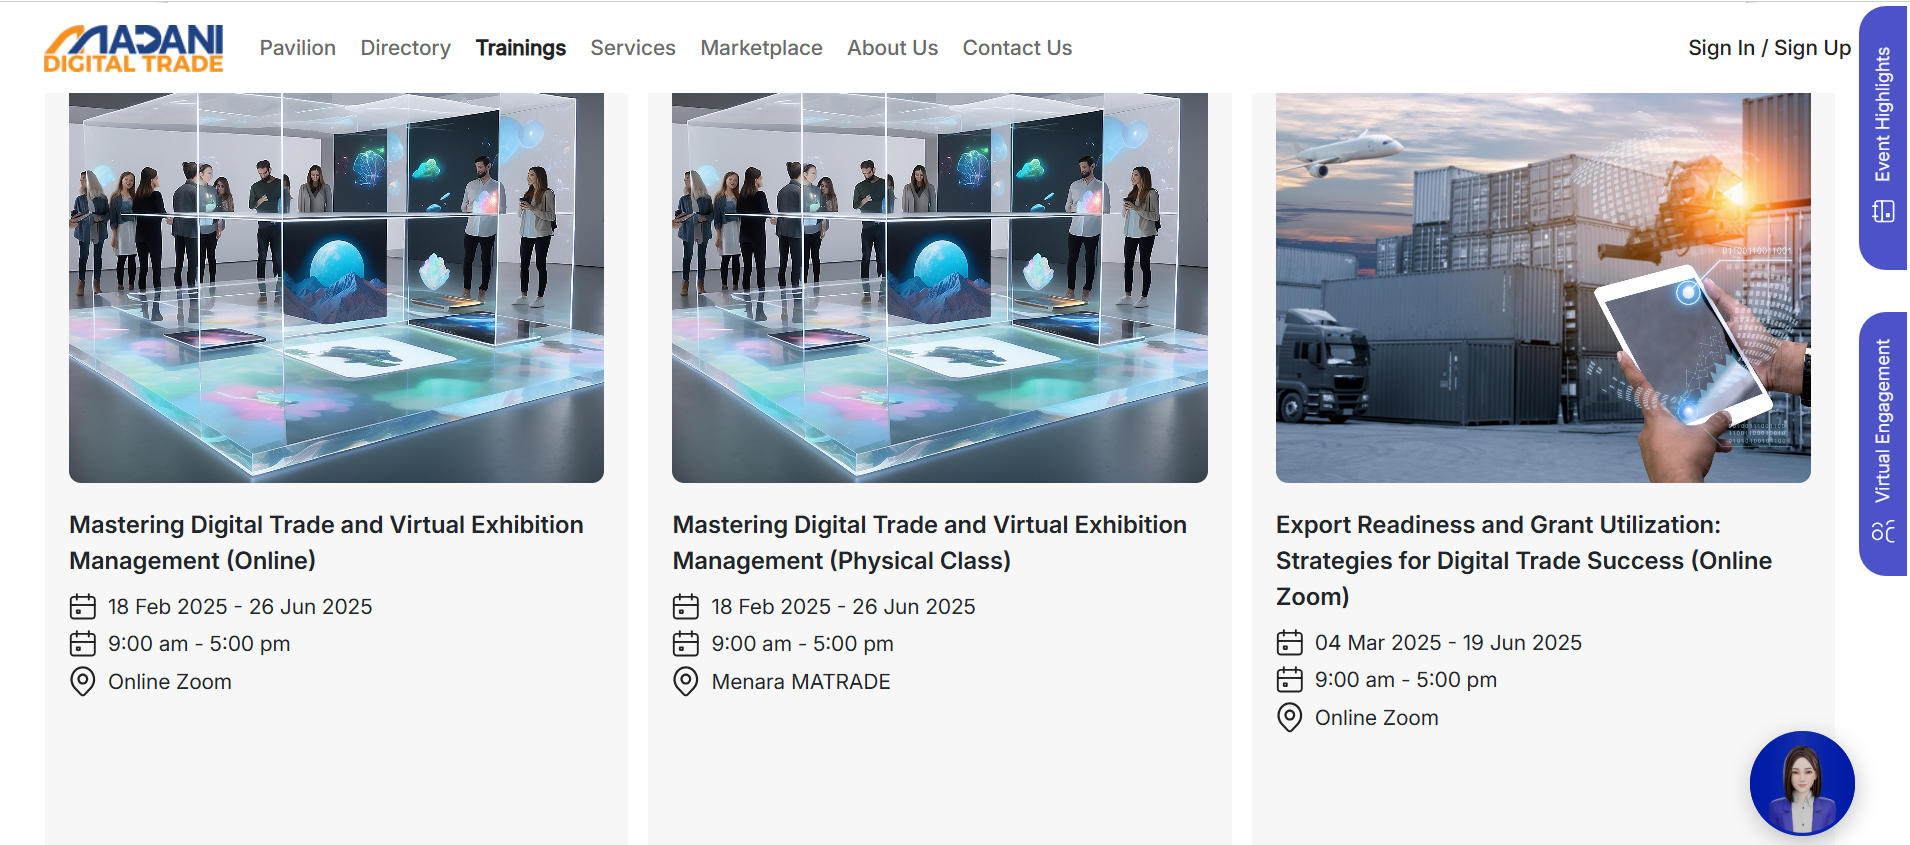 MADANI
DIGITAL TRADE
Pavilion
Directory
Trainings
Services
Marketplace
About Us
Contact Us
Sign In / Sign Up
Event Highlights
Virtual Engagement
Mastering Digital Trade and Virtual Exhibition
Management (Online)
18 Feb 2025 - 26 Jun 2025
9:00 am - 5:00 pm
Online Zoom
Mastering Digital Trade and Virtual Exhibition
Management (Physical Class)
18 Feb 2025 - 26 Jun 2025
9:00 am - 5:00 pm
Menara MATRADE
Export Readiness and Grant Utilization:
Strategies for Digital Trade Success (Online
Zoom)
04 Mar 2025 - 19 Jun 2025
9:00 am - 5:00 pm
Online Zoom